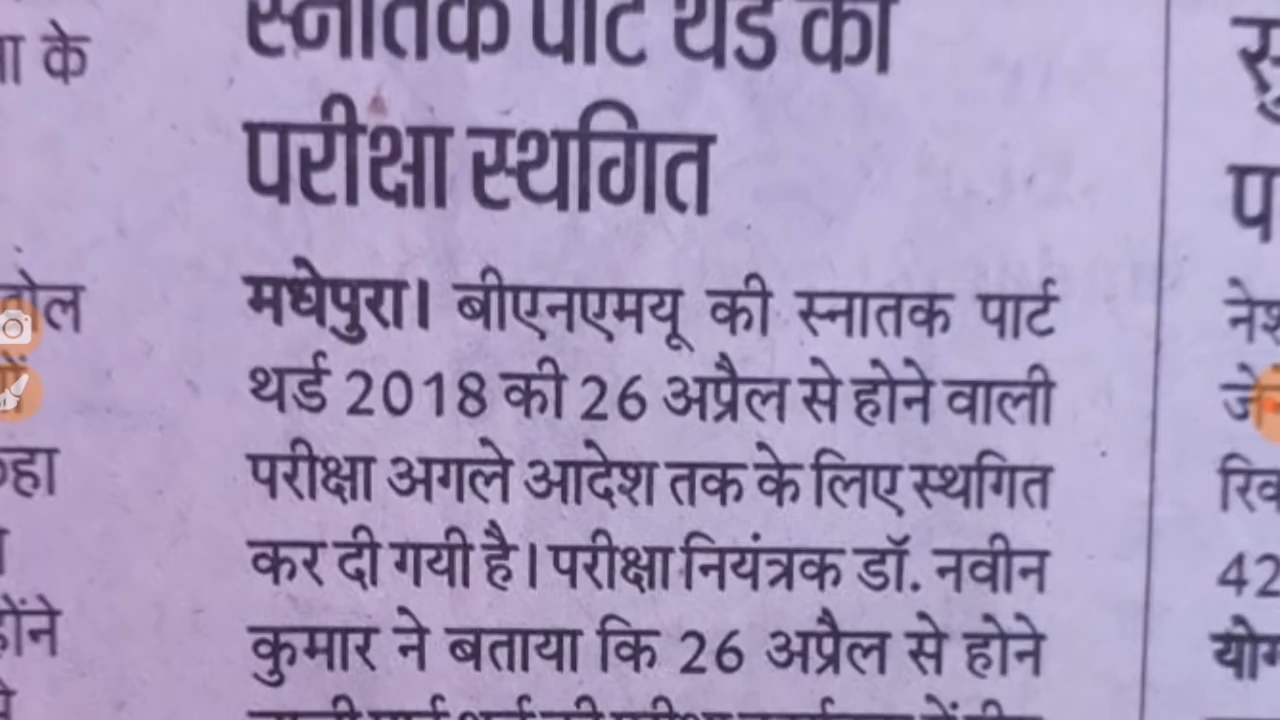 स्नातक पार्ट थर्ड की
परीक्षा स्थगित
मधेपुरा। बीएनएमयू की स्नातक पार्ट
थर्ड 2018 की 26 अप्रैल से होने वाली
परीक्षा अगले आदेश तक के लिए स्थगित
कर दी गयी है। परीक्षा नियंत्रक डॉ. नवीन
कुमार ने बताया कि 26 अप्रैल से होने